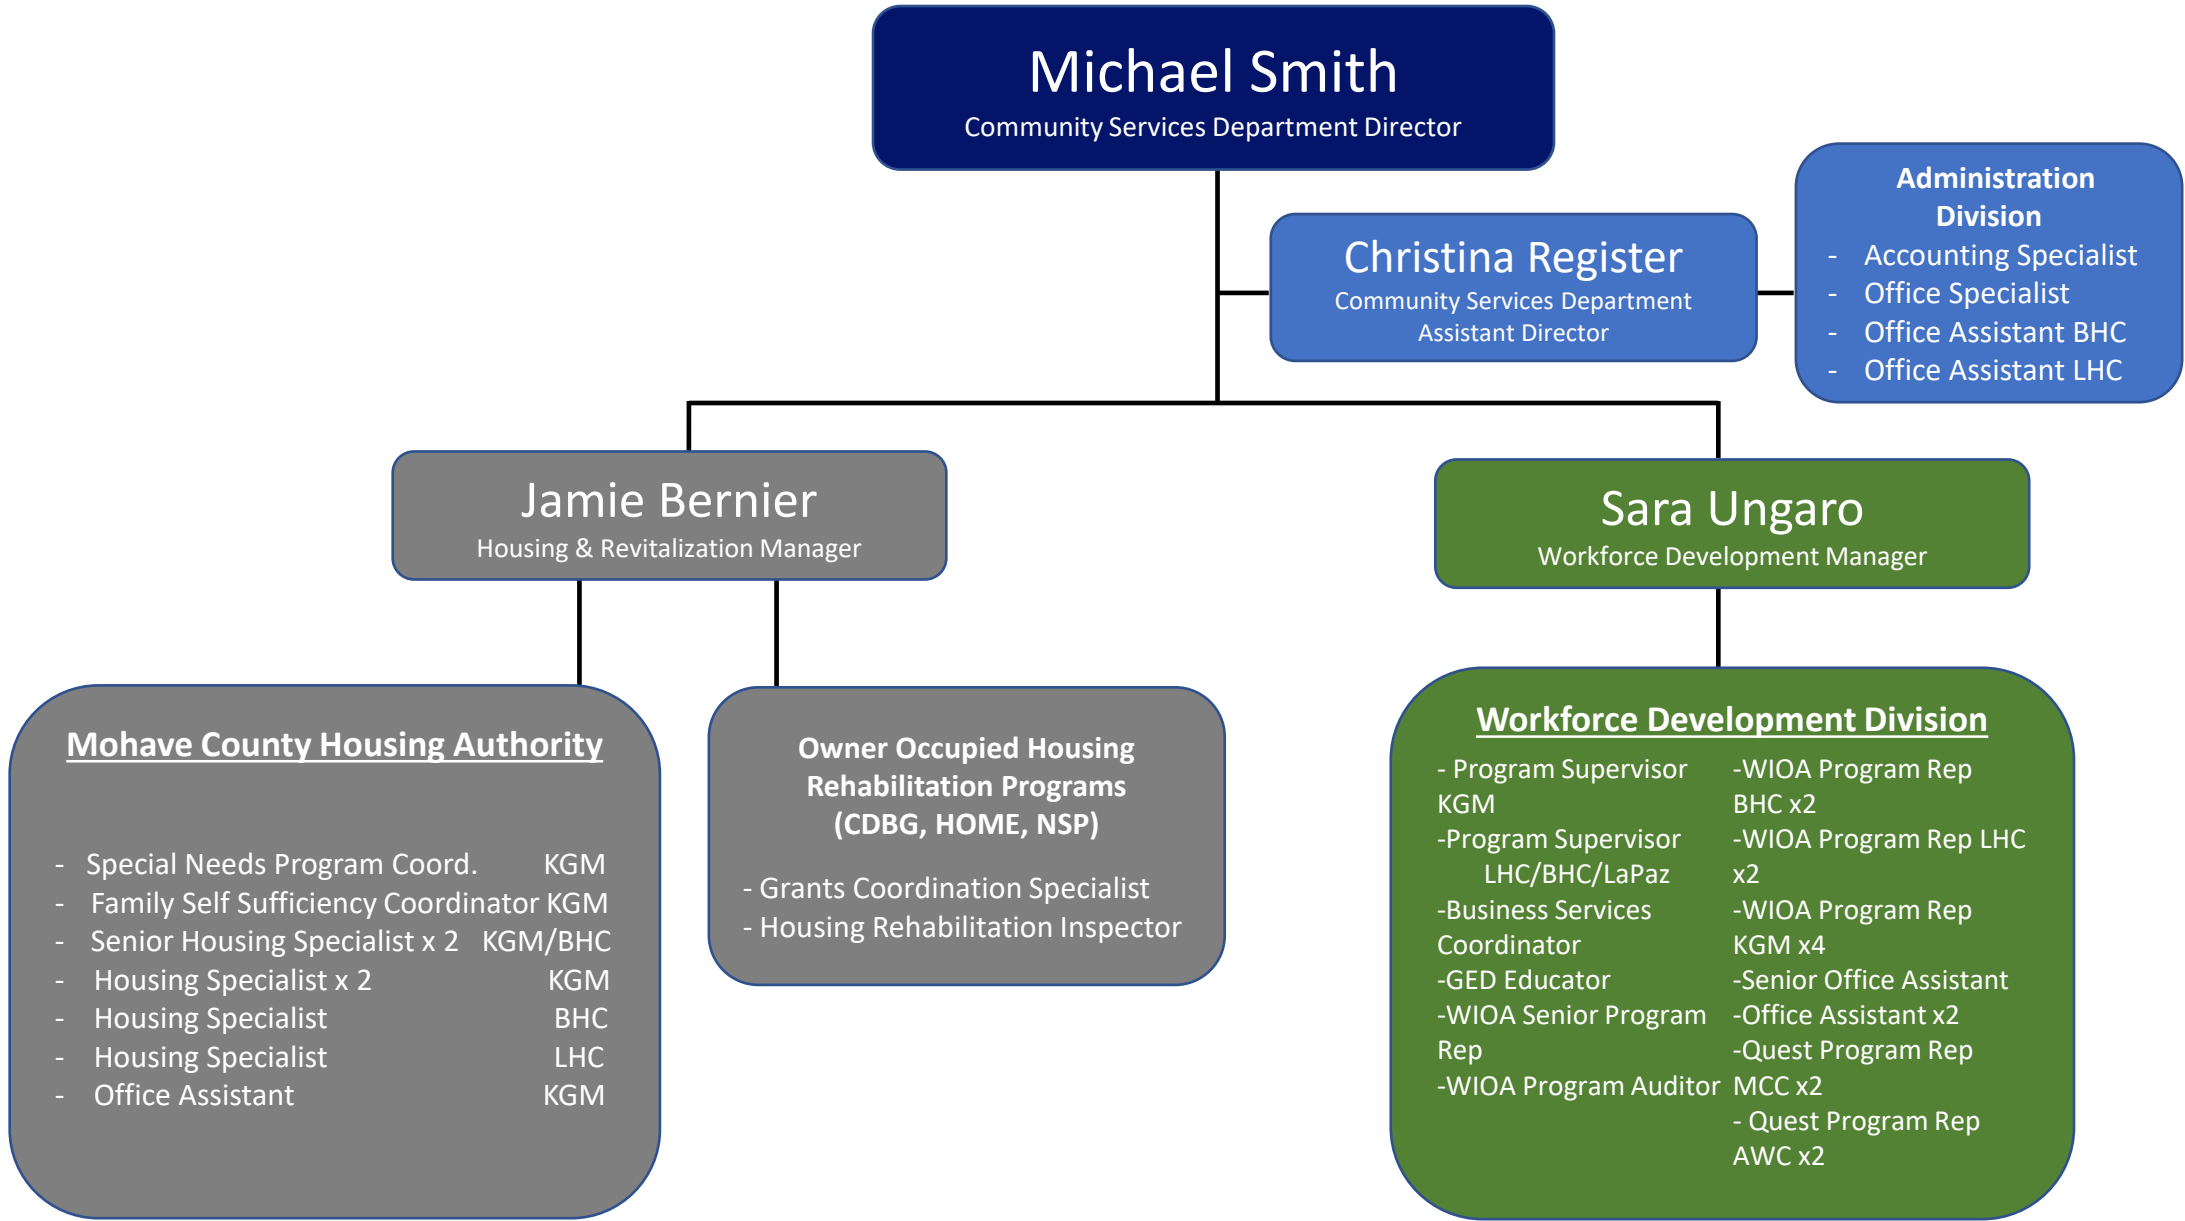 Michael Smith
Community Services Department Director
Administration
Division
- Accounting Specialist
- Office Specialist
- Office Assistant BHC
- Office Assistant LHC
Christina Register
Community Services Department
Assistant Director
Jamie Bernier
Housing & Revitalization Manager
Sara Ungaro
Workforce Development Manager
Mohave County Housing Authority
- Special Needs Program Coord. KGM
- Family Self Sufficiency Coordinator KGM
- Senior Housing Specialist x 2 KGM/BHC
- Housing Specialist x 2 KGM
- Housing Specialist BHC
- Housing Specialist LHC
- Office Assistant KGM
Owner Occupied Housing
Rehabilitation Programs
(CDBG, HOME, NSP)
- Grants Coordination Specialist
- Housing Rehabilitation Inspector
Workforce Development Division
- Program Supervisor
KGM
-Program Supervisor
LHC/BHC/LaPaz
-Business Services
Coordinator
-GED Educator
-WIOA Senior Program
Rep
-WIOA Program Auditor
-WIOA Program Rep
BHC x2
-WIOA Program Rep LHC
x2
-WIOA Program Rep
KGM x4
-Senior Office Assistant
-Office Assistant x2
-Quest Program Rep
MCC x2
- Quest Program Rep
AWC x2